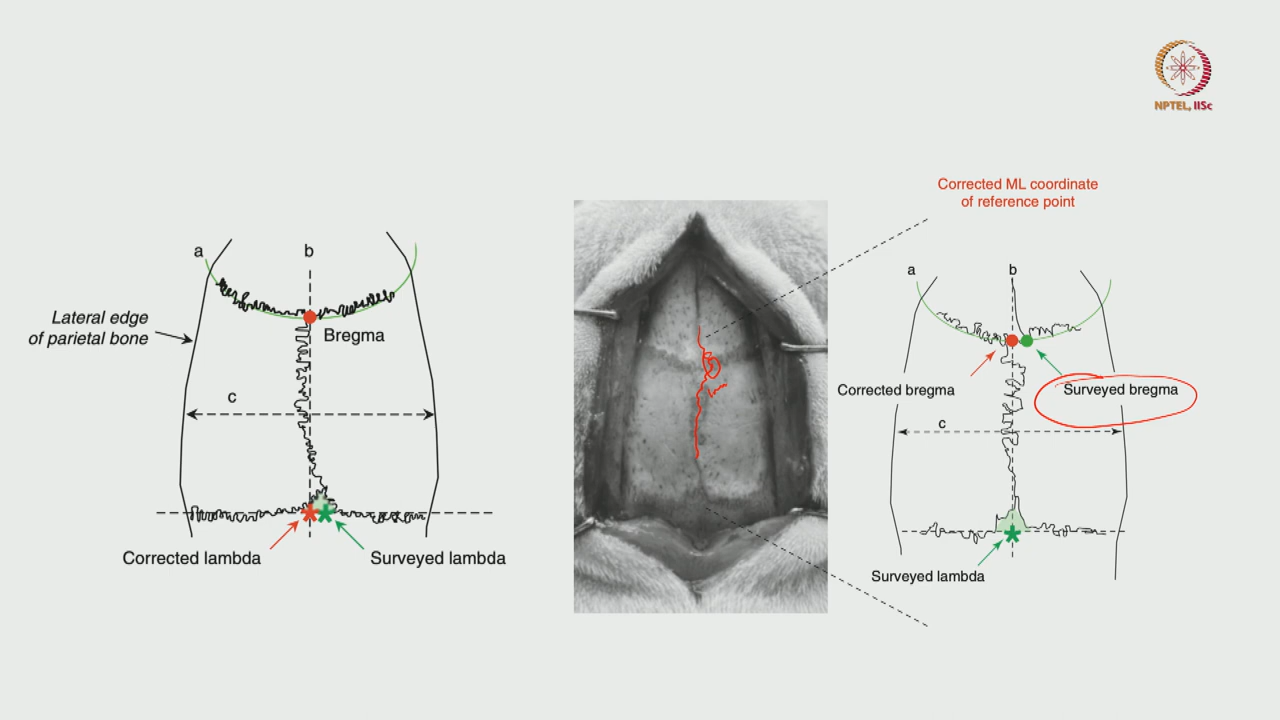 NPTEL, IISc
a
b
Lateral edge
of parietal bone
Bregma
c
Corrected lambda
Surveyed lambda
Corrected ML coordinate
of reference point
a
b
Corrected bregma
Surveyed bregma
c
Surveyed lambda